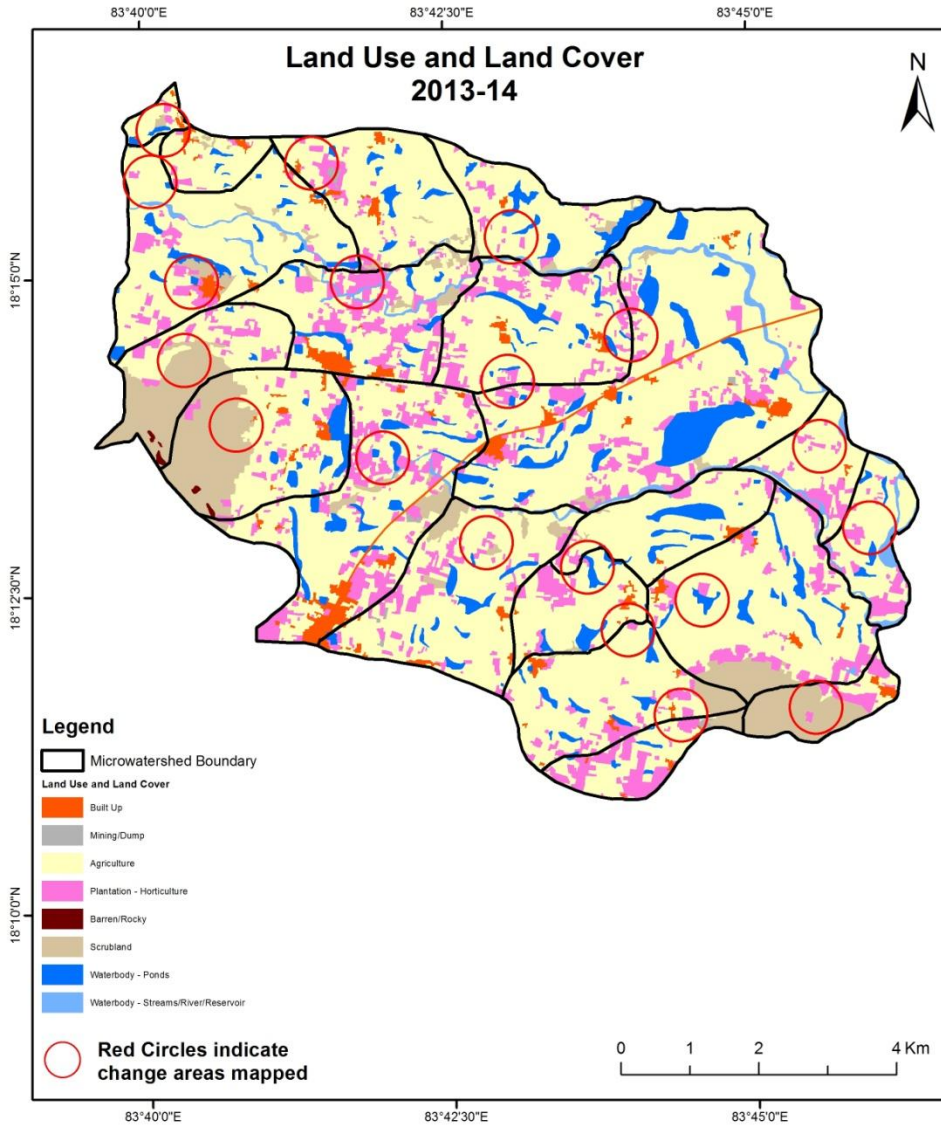 83°40'0"E 83°42'30"E 83°45'0"E
Land Use and Land Cover
2013-14
N
18°15'0"N
18°12'30"N
18°10'0"N
Legend
Microwatershed Boundary
Land Use and Land Cover
Built Up
Mining/Dump
Agriculture
Plantation - Horticulture
Barren/Rocky
Scrubland
Waterbody - Ponds
Waterbody - Streams/River/Reservoir
Red Circles indicate
change areas mapped
0 1 2 4 Km
83°40'0"E 83°42'30"E 83°45'0"E